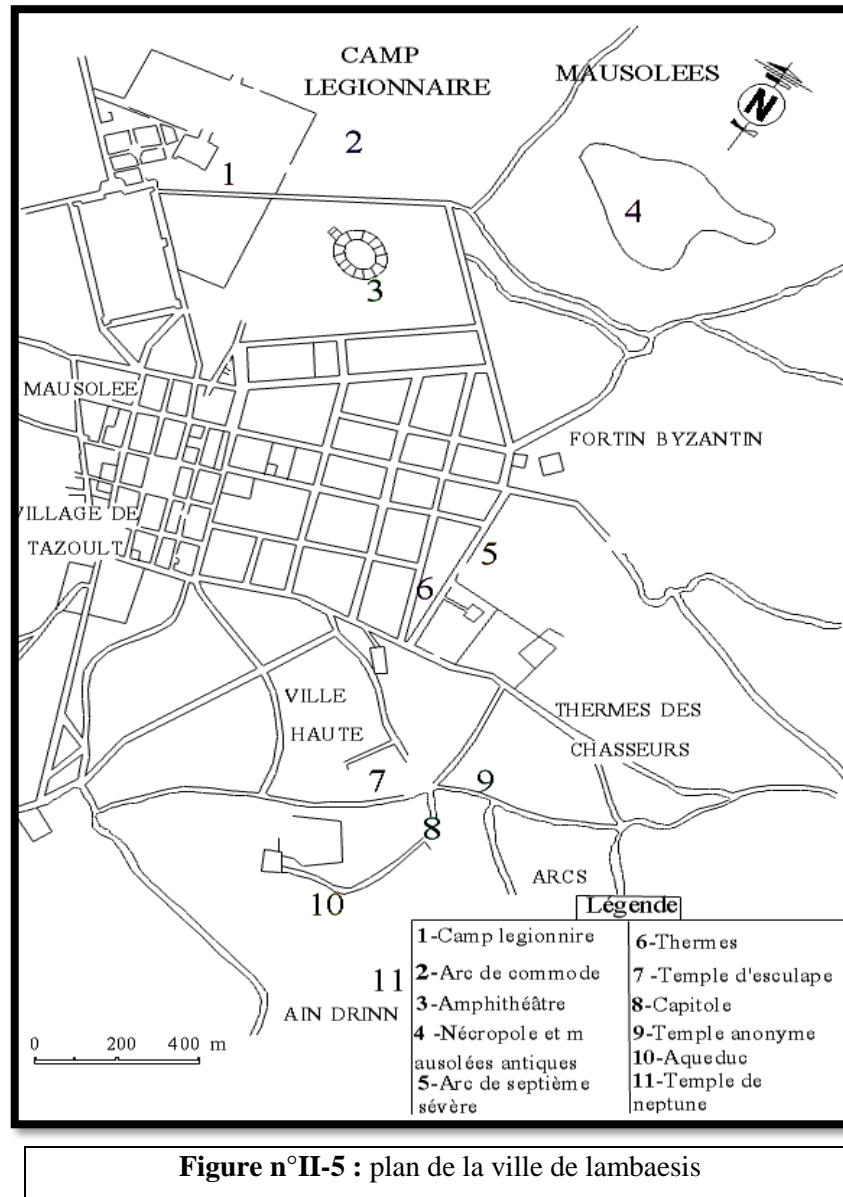 CAMP
LEGIONNAIRE
MAUSOLEES
N
2
1
4
3
MAUSOLEE
FORTIN BYZANTIN
VILLAGE DE
TAZOULT
5
6
VILLE
HAUTE
THERMES DES
CHASSEURS
7
9
8
ARCS
10
11
AIN DRINN
0 200 400 m
Légende
1-Camp legionnire
2-Arc de commode
3-Amphithéâtre
4 -Nécropole et m
ausolées antiques
5-Arc de septième
sévère
6-Thermes
7 -Temple d'esculape
8-Capitole
9-Temple anonyme
10-Aqueduc
11-Temple de
neptune
Figure n°II-5 : plan de la ville de lambaesis